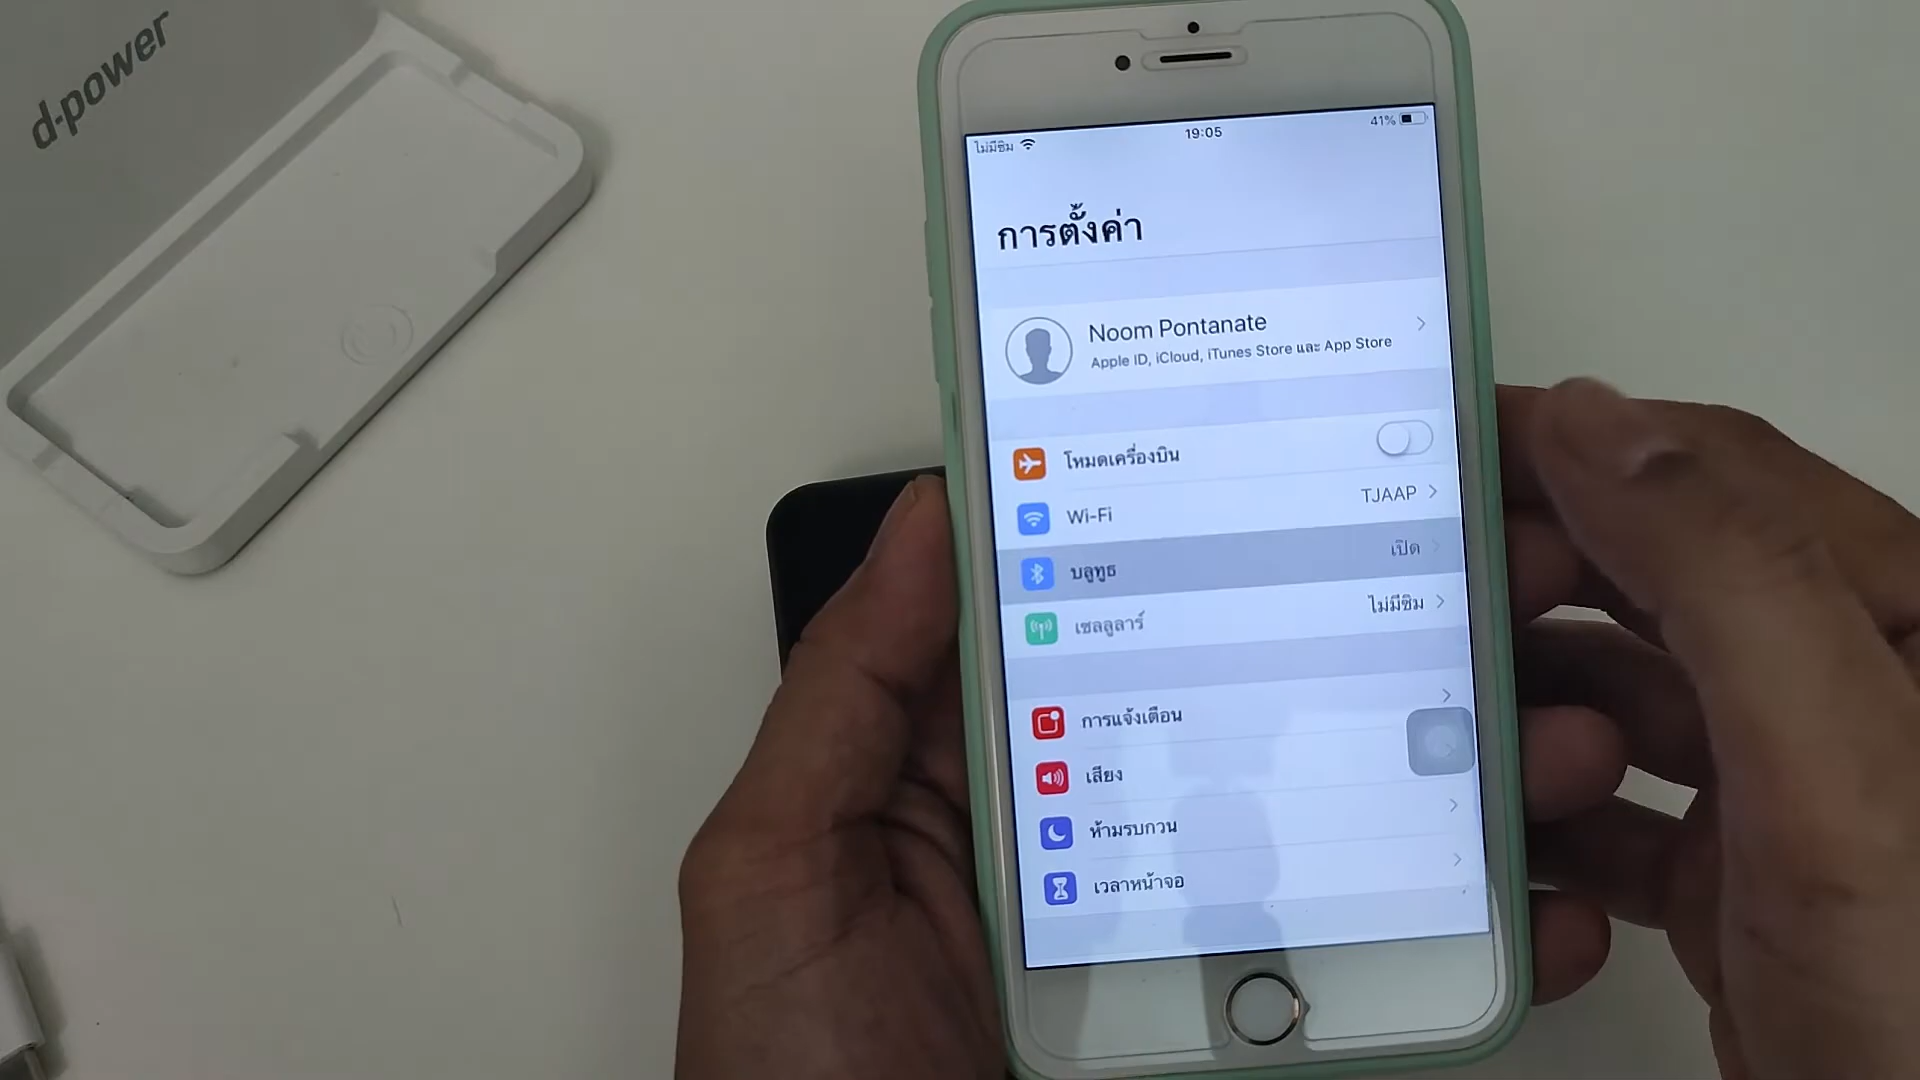 d-power
ไม่มีซิม 19:05 41%
การตั้งค่า
Noom Pontanate
Apple ID, iCloud, iTunes Store และ App Store
โหมดเครื่องบิน
Wi-Fi TJAAP
บลูทูธ เปิด
เซลลูลาร์ ไม่มีซิม
การแจ้งเตือน
เสียง
ห้ามรบกวน
เวลาหน้าจอ